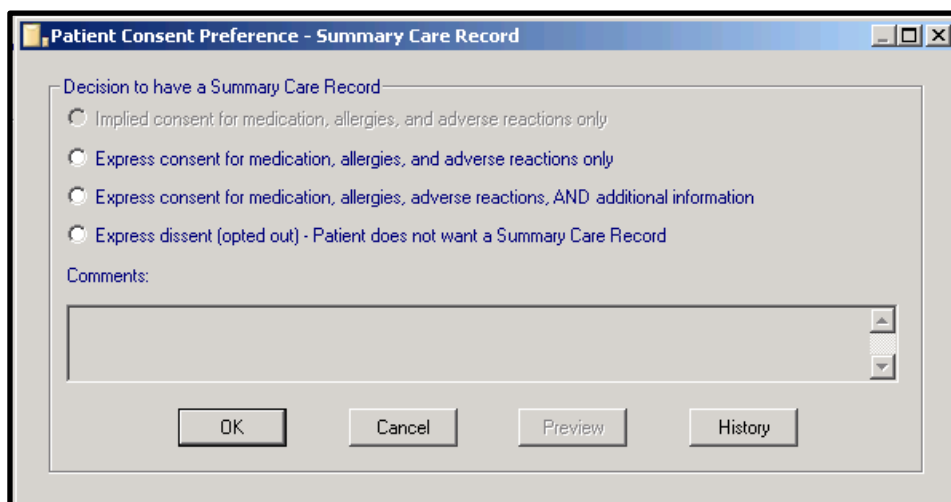 Patient Consent Preference - Summary Care Record
Decision to have a Summary Care Record
Implied consent for medication, allergies, and adverse reactions only
Express consent for medication, allergies, and adverse reactions only
Express consent for medication, allergies, adverse reactions, AND additional information
Express dissent (opted out) - Patient does not want a Summary Care Record
Comments:
OK Cancel Preview History